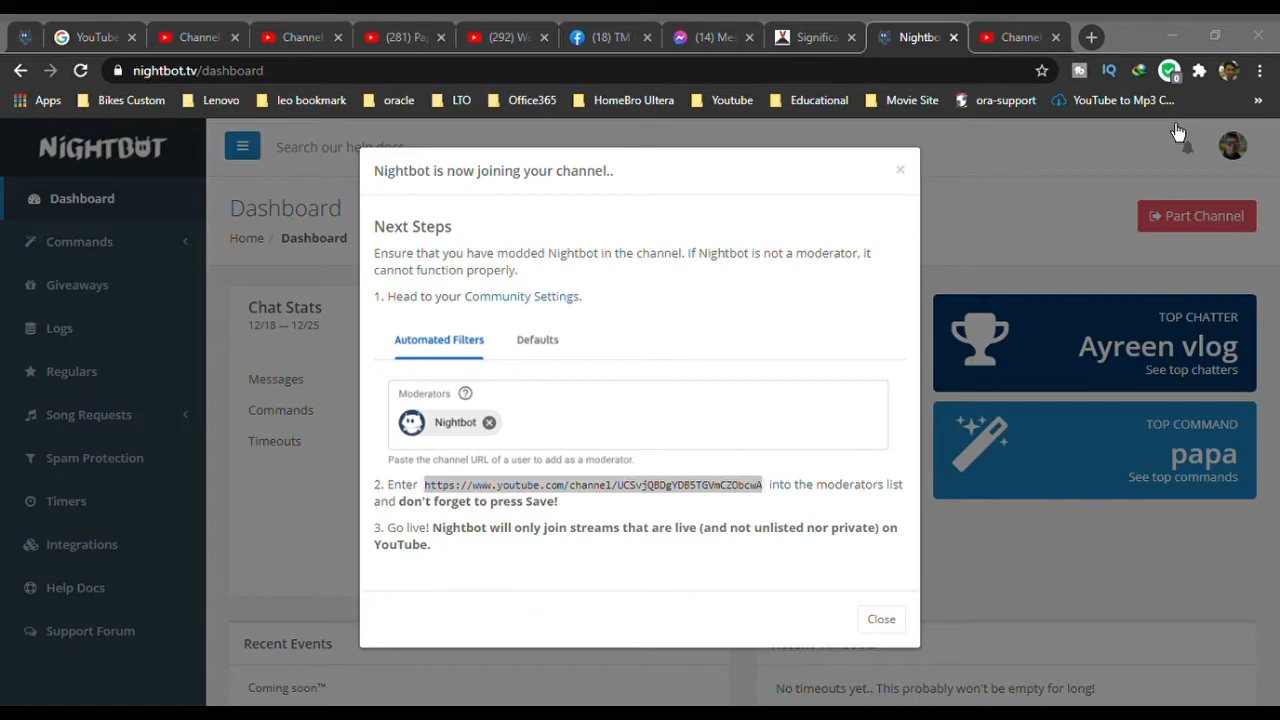 YouTube
Channel
Channel
(281) Pa
(292) W
(18) TM
(14) Me
Significa
Nightbo
Channel
nightbot.tv/dashboard
IQ
0
Apps
Bikes Custom
Lenovo
leo bookmark
oracle
LTO
Office365
HomeBro Ultera
Youtube
Educational
Movie Site
ora-support
YouTube to Mp3 C...
NIGHTBOT
Search our help docs..
Dashboard
Commands
Giveaways
Logs
Regulars
Song Requests
Spam Protection
Timers
Integrations
Help Docs
Support Forum
Dashboard
Home / Dashboard
Part Channel
Chat Stats
12/18 — 12/25
Messages
Commands
Timeouts
Nightbot is now joining your channel..
Next Steps
Ensure that you have modded Nightbot in the channel. If Nightbot is not a moderator, it
cannot function properly.
1. Head to your Community Settings.
Automated Filters
Defaults
Moderators
Nightbot
Paste the channel URL of a user to add as a moderator.
2. Enter https://www.youtube.com/channel/UCSvjQBDgYDB5TGVmCZObcwA into the moderators list
and don't forget to press Save!
3. Go live! Nightbot will only join streams that are live (and not unlisted nor private) on
YouTube.
Close
TOP CHATTER
Ayreen vlog
See top chatters
TOP COMMAND
papa
See top commands
Recent Events
Coming soon™
No timeouts yet.. This probably won't be empty for long!